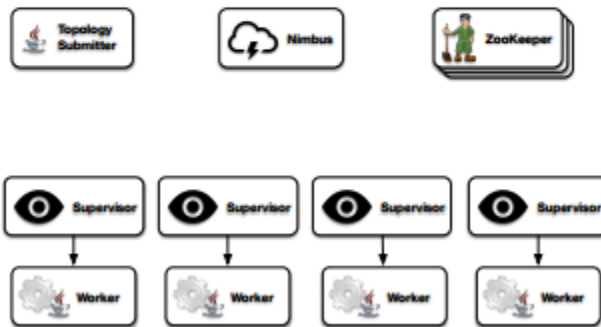 Topology
Submitter
Nimbus
ZooKeeper
Supervisor
Supervisor
Supervisor
Supervisor
Worker
Worker
Worker
Worker